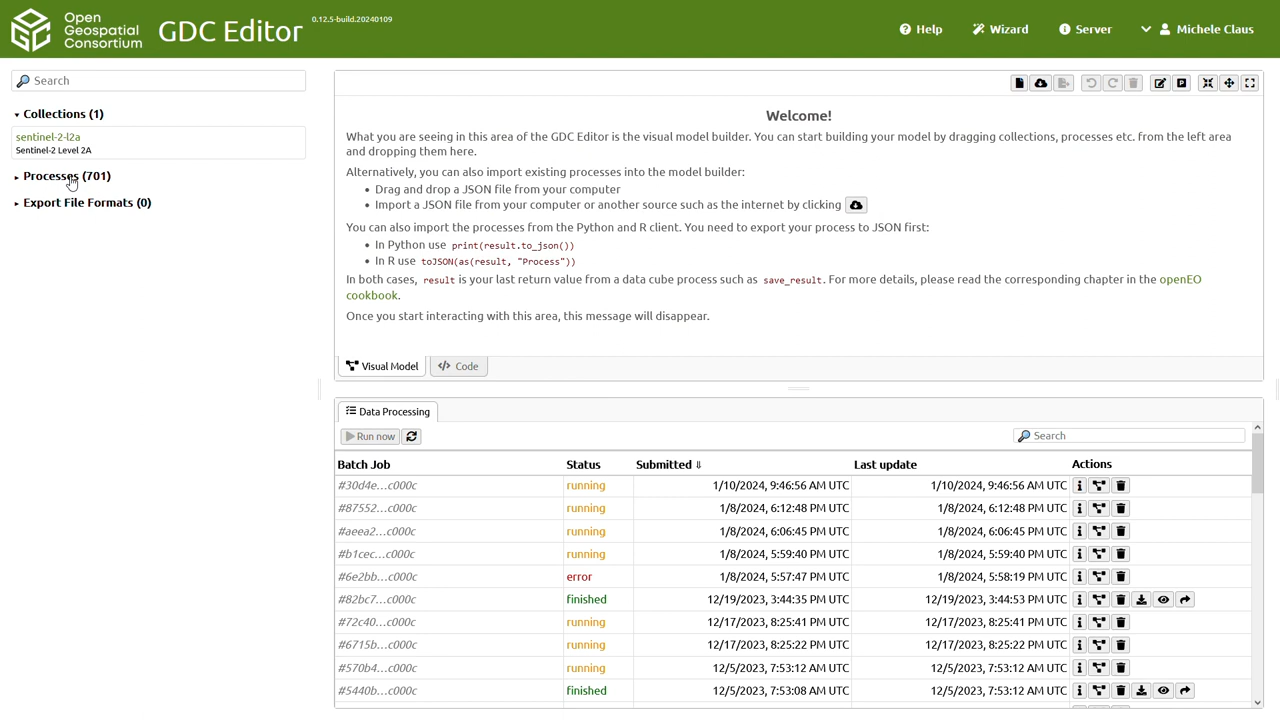 Open
Geospatial
Consortium
GDC Editor
0.12.5-build.20240109
Help
Wizard
Server
Michele Claus
Search
Collections (1)
sentinel-2-l2a
Sentinel-2 Level 2A
Processes (701)
Export File Formats (0)
Welcome!
What you are seeing in this area of the GDC Editor is the visual model builder. You can start building your model by dragging collections, processes etc. from the left area
and dropping them here.
Alternatively, you can also import existing processes into the model builder:
• Drag and drop a JSON file from your computer
• Import a JSON file from your computer or another source such as the internet by clicking
You can also import the processes from the Python and R client. You need to export your process to JSON first:
• In Python use print(result.to_json())
• In R use toJSON(as(result, "Process"))
In both cases, result is your last return value from a data cube process such as save_result. For more details, please read the corresponding chapter in the openEO
cookbook.
Once you start interacting with this area, this message will disappear.
Visual Model
Code
Data Processing
Run now
Search
Batch Job Status Submitted ⇓ Last update Actions
#30d4e...c000c running 1/10/2024, 9:46:56 AM UTC 1/10/2024, 9:46:56 AM UTC
#87552...c000c running 1/8/2024, 6:12:48 PM UTC 1/8/2024, 6:12:48 PM UTC
#aeea2...c000c running 1/8/2024, 6:06:45 PM UTC 1/8/2024, 6:06:45 PM UTC
#b1cec...c000c running 1/8/2024, 5:59:40 PM UTC 1/8/2024, 5:59:40 PM UTC
#6e2bb...c000c error 1/8/2024, 5:57:47 PM UTC 1/8/2024, 5:58:19 PM UTC
#82bc7...c000c finished 12/19/2023, 3:44:35 PM UTC 12/19/2023, 3:44:53 PM UTC
#72c40...c000c running 12/17/2023, 8:25:41 PM UTC 12/17/2023, 8:25:41 PM UTC
#6715b...c000c running 12/17/2023, 8:25:22 PM UTC 12/17/2023, 8:25:22 PM UTC
#570b4...c000c running 12/5/2023, 7:53:12 AM UTC 12/5/2023, 7:53:12 AM UTC
#5440b...c000c finished 12/5/2023, 7:53:08 AM UTC 12/5/2023, 7:53:12 AM UTC